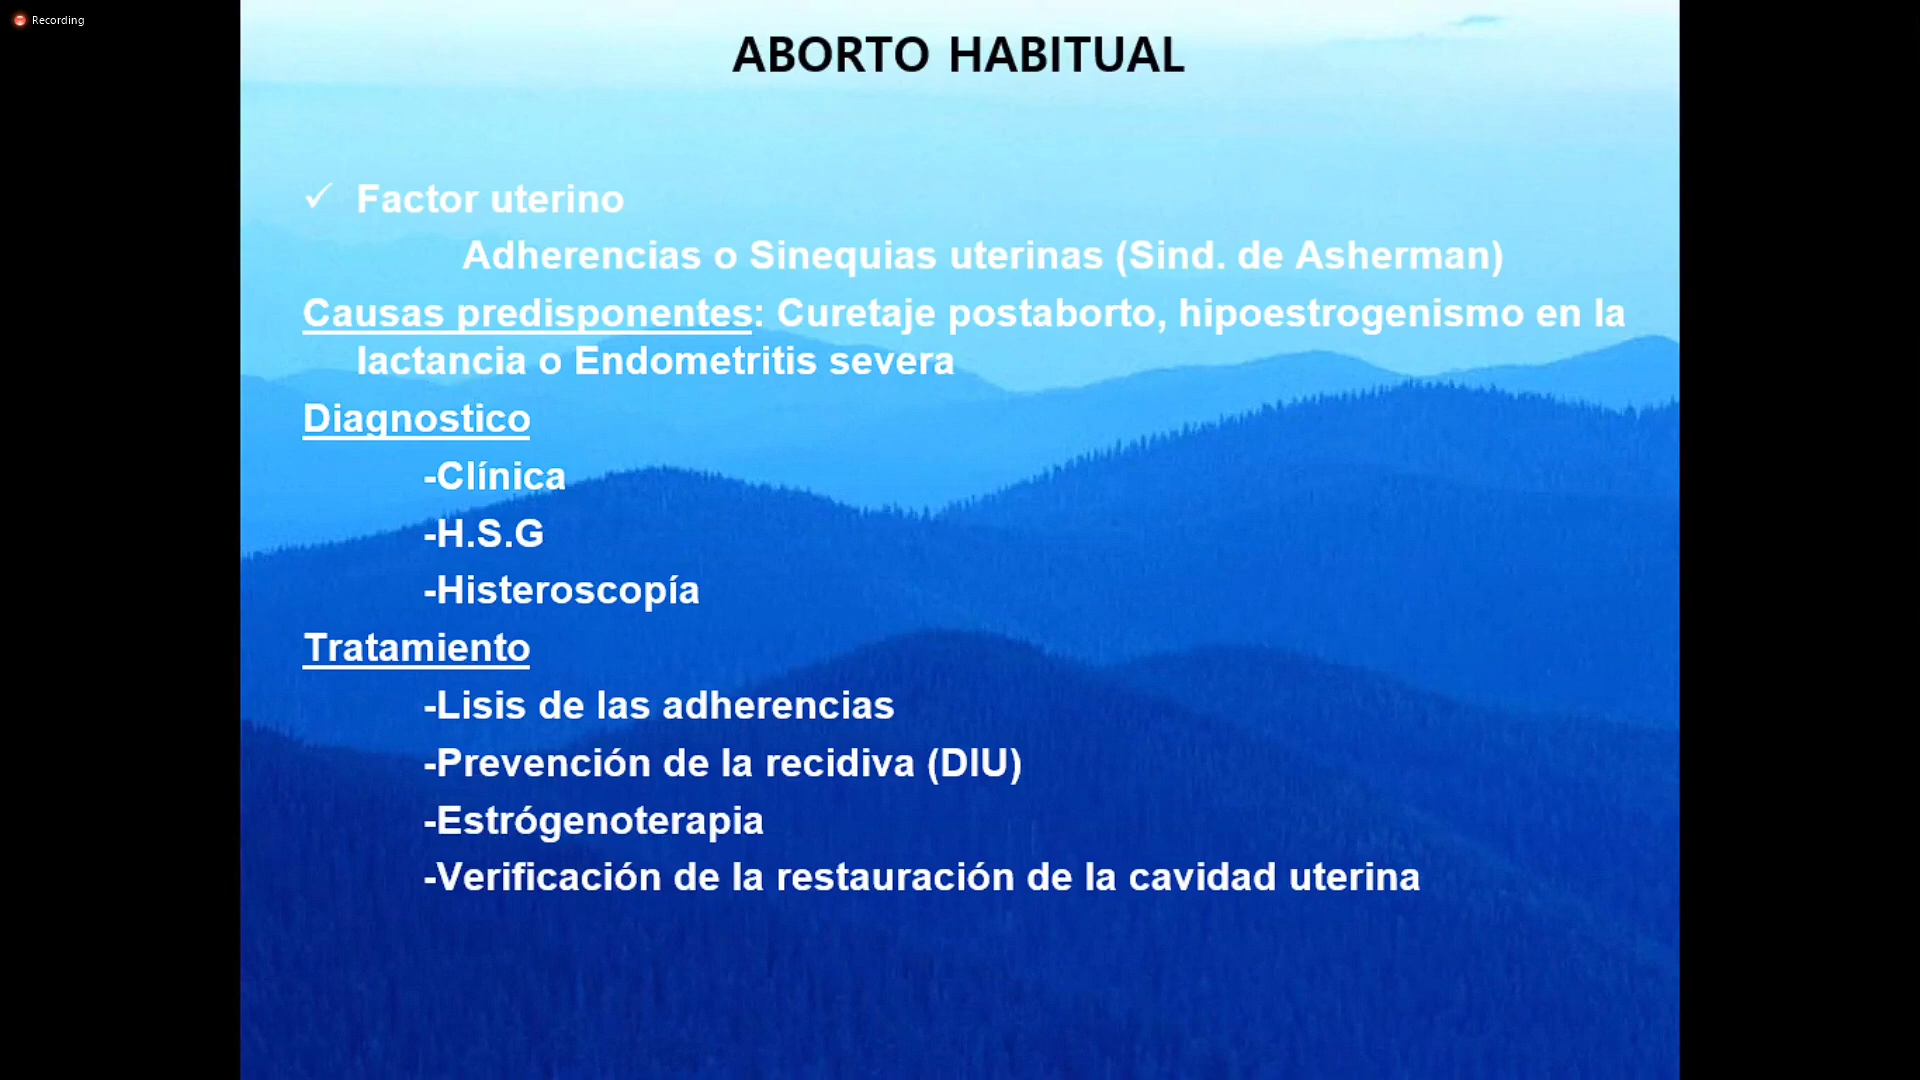 Recording
ABORTO HABITUAL
✓ Factor uterino
Adherencias o Sinequias uterinas (Sind. de Asherman)
Causas predisponentes: Curetaje postaborto, hipoestrogenismo en la
lactancia o Endometritis severa
Diagnostico
-Clínica
-H.S.G
-Histeroscopía
Tratamiento
-Lisis de las adherencias
-Prevención de la recidiva (DIU)
-Estrógenoterapia
-Verificación de la restauración de la cavidad uterina